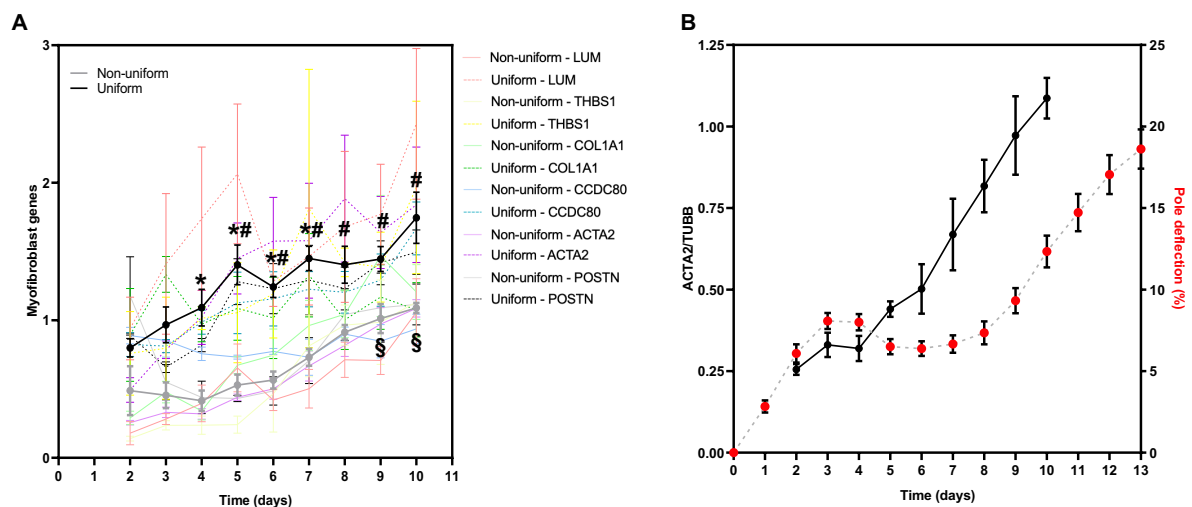 A
Myofibroblast genes
3
2
1
0
Non-uniform
Uniform
*
*#
*#
*#
#
#
#
§
§
0 1 2 3 4 5 6 7 8 9 10 11
Time (days)
Non-uniform - LUM
Uniform - LUM
Non-uniform - THBS1
Uniform - THBS1
Non-uniform - COL1A1
Uniform - COL1A1
Non-uniform - CCDC80
Uniform - CCDC80
Non-uniform - ACTA2
Uniform - ACTA2
Non-uniform - POSTN
Uniform - POSTN
B
ACTA2/TUBB
1.25
1.00
0.75
0.50
0.25
0.00
25
20
15
10
5
0
Pole deflection (%)
0 1 2 3 4 5 6 7 8 9 10 11 12 13
Time (days)